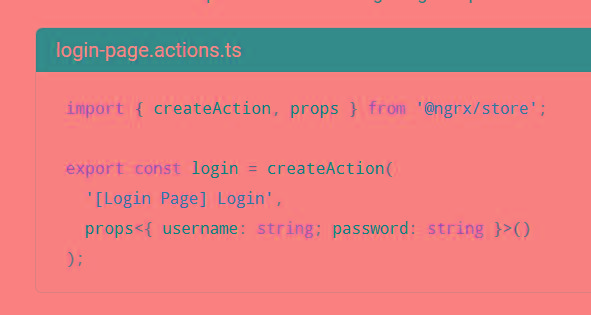 login-page.actions.ts
import { createAction, props } from '@ngrx/store';
export const login = createAction(
'[Login Page] Login',
props<{ username: string; password: string }>()
);